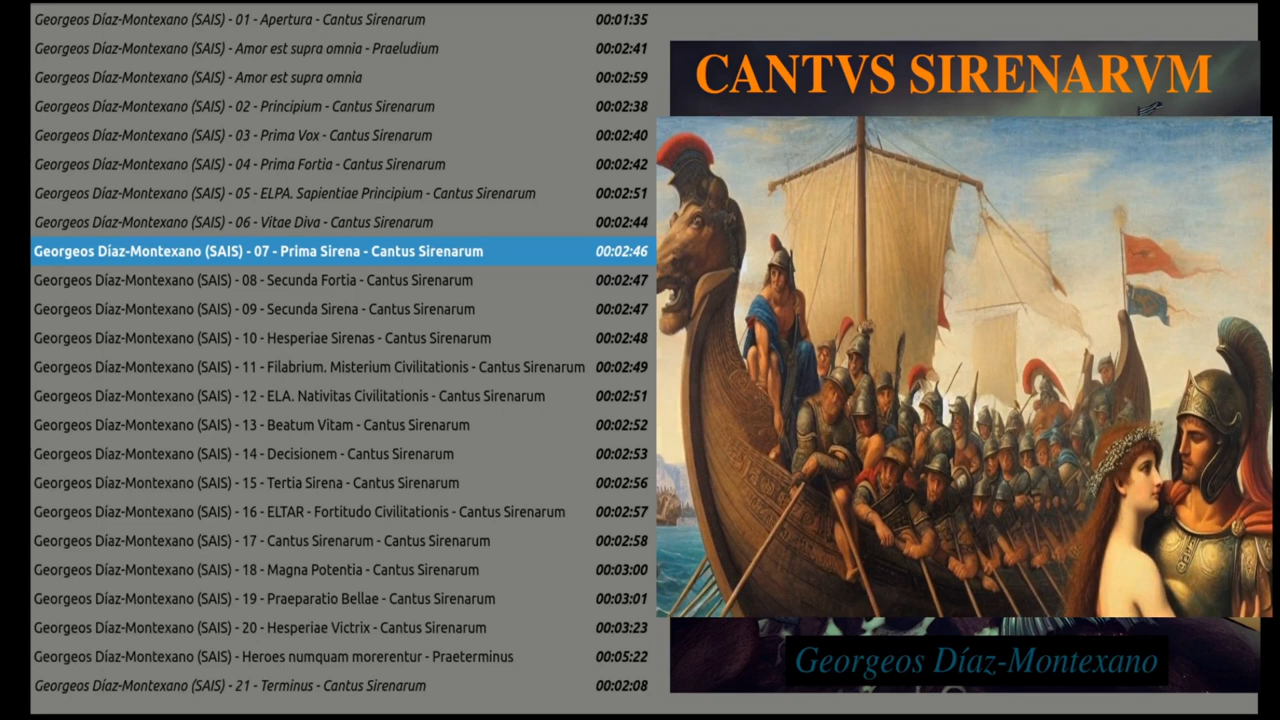 Georgeos Díaz-Montexano (SAIS) - 01 - Apertura - Cantus Sirenarum 00:01:35
Georgeos Díaz-Montexano (SAIS) - Amor est supra omnia - Praeludium 00:02:41
Georgeos Díaz-Montexano (SAIS) - Amor est supra omnia 00:02:59
Georgeos Díaz-Montexano (SAIS) - 02 - Principium - Cantus Sirenarum 00:02:38
Georgeos Díaz-Montexano (SAIS) - 03 - Prima Vox - Cantus Sirenarum 00:02:40
Georgeos Díaz-Montexano (SAIS) - 04 - Prima Fortia - Cantus Sirenarum 00:02:42
Georgeos Díaz-Montexano (SAIS) - 05 - ELPA. Sapientiae Principium - Cantus Sirenarum 00:02:51
Georgeos Díaz-Montexano (SAIS) - 06 - Vitae Diva - Cantus Sirenarum 00:02:44
Georgeos Díaz-Montexano (SAIS) - 07 - Prima Sirena - Cantus Sirenarum 00:02:46
Georgeos Díaz-Montexano (SAIS) - 08 - Secunda Fortia - Cantus Sirenarum 00:02:47
Georgeos Díaz-Montexano (SAIS) - 09 - Secunda Sirena - Cantus Sirenarum 00:02:47
Georgeos Díaz-Montexano (SAIS) - 10 - Hesperiae Sirenas - Cantus Sirenarum 00:02:48
Georgeos Díaz-Montexano (SAIS) - 11 - Filabrium. Misterium Civilitationis - Cantus Sirenarum 00:02:49
Georgeos Díaz-Montexano (SAIS) - 12 - ELA. Nativitas Civilitationis - Cantus Sirenarum 00:02:51
Georgeos Díaz-Montexano (SAIS) - 13 - Beatum Vitam - Cantus Sirenarum 00:02:52
Georgeos Díaz-Montexano (SAIS) - 14 - Decisionem - Cantus Sirenarum 00:02:53
Georgeos Díaz-Montexano (SAIS) - 15 - Tertia Sirena - Cantus Sirenarum 00:02:56
Georgeos Díaz-Montexano (SAIS) - 16 - ELTAR - Fortitudo Civilitationis - Cantus Sirenarum 00:02:57
Georgeos Díaz-Montexano (SAIS) - 17 - Cantus Sirenarum - Cantus Sirenarum 00:02:58
Georgeos Díaz-Montexano (SAIS) - 18 - Magna Potentia - Cantus Sirenarum 00:03:00
Georgeos Díaz-Montexano (SAIS) - 19 - Praeparatio Bellae - Cantus Sirenarum 00:03:01
Georgeos Díaz-Montexano (SAIS) - 20 - Hesperiae Victrix - Cantus Sirenarum 00:03:23
Georgeos Díaz-Montexano (SAIS) - Heroes numquam morerentur - Praeterminus 00:05:22
Georgeos Díaz-Montexano (SAIS) - 21 - Terminus - Cantus Sirenarum 00:02:08
CANTVS SIRENARVM
Georgeos Díaz-Montexano